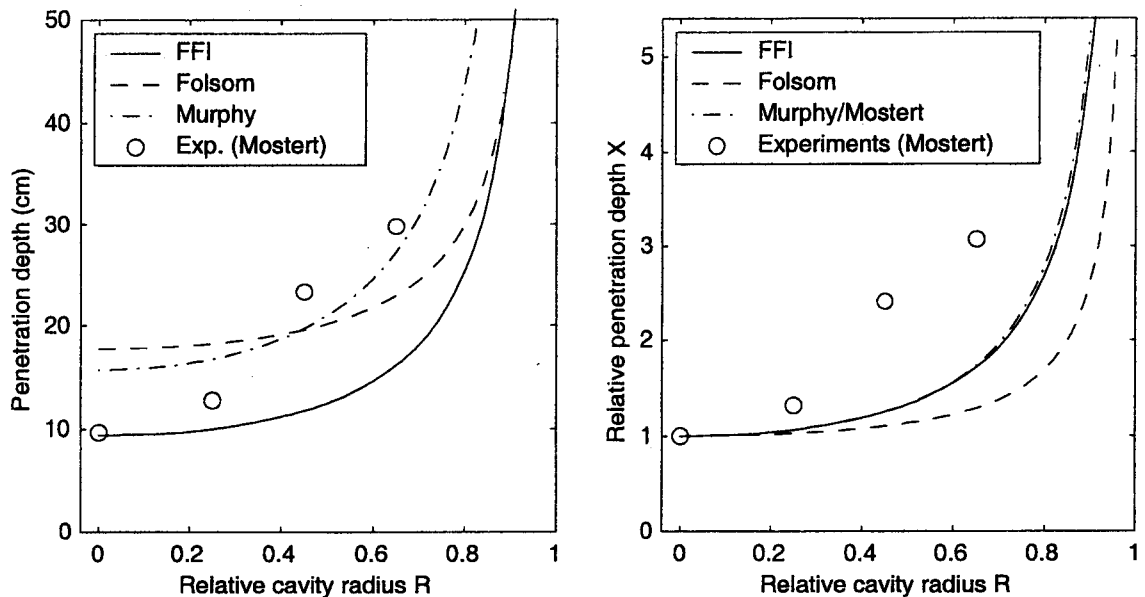 50
40
30
20
10
0
Penetration depth (cm)
FFI
Folsom
Murphy
Exp. (Mostert)
0 0.2 0.4 0.6 0.8 1
Relative cavity radius R
5
4
3
2
1
0
Relative penetration depth X
FFI
Folsom
Murphy/Mostert
Experiments (Mostert)
0 0.2 0.4 0.6 0.8 1
Relative cavity radius R